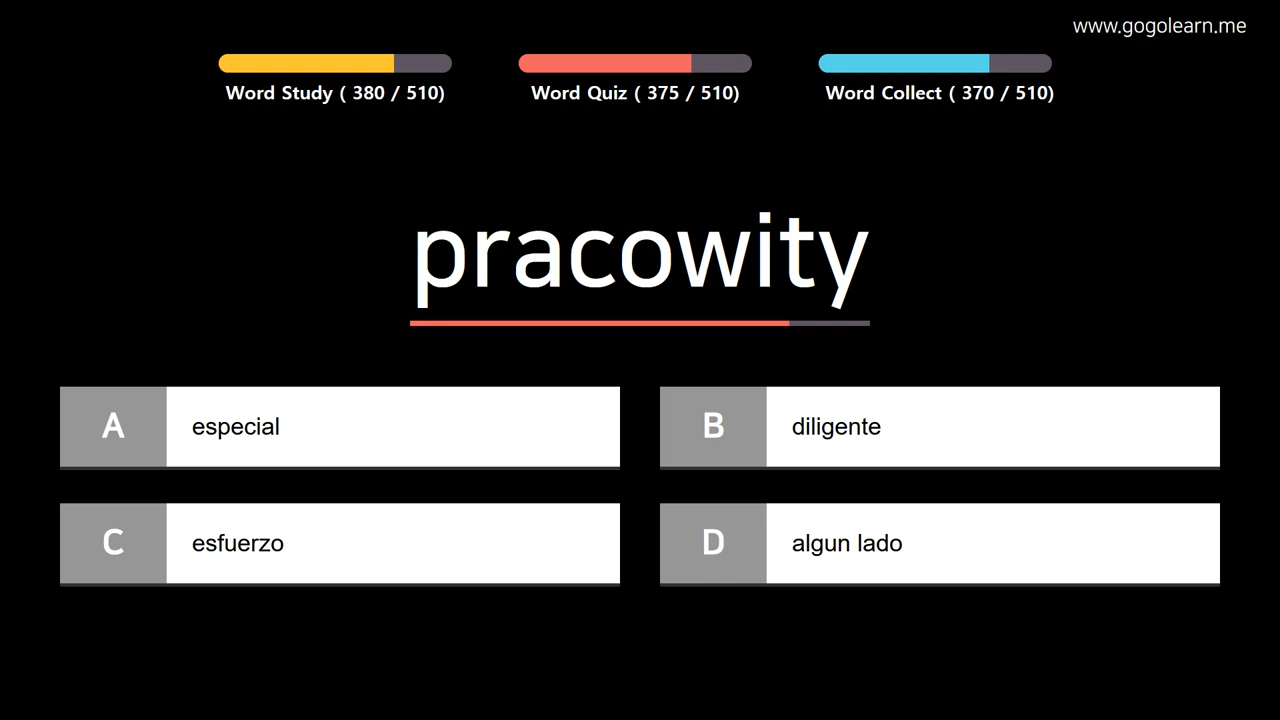 www.gogolearn.me
Word Study ( 380 / 510)
Word Quiz ( 375 / 510)
Word Collect ( 370 / 510)
pracowity
A especial
B diligente
C esfuerzo
D algun lado